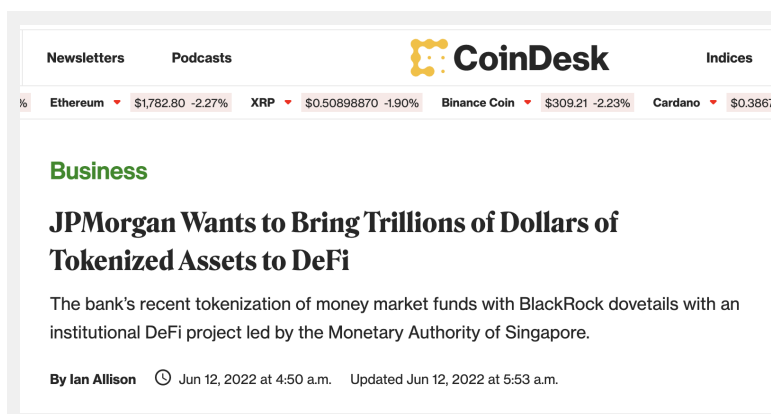 Newsletters Podcasts CoinDesk Indices
% Ethereum $1,782.80 -2.27% XRP $0.50898870 -1.90% Binance Coin $309.21 -2.23% Cardano $0.3867
Business
JPMorgan Wants to Bring Trillions of Dollars of
Tokenized Assets to DeFi
The bank's recent tokenization of money market funds with BlackRock dovetails with an
institutional DeFi project led by the Monetary Authority of Singapore.
By Ian Allison Jun 12, 2022 at 4:50 a.m. Updated Jun 12, 2022 at 5:53 a.m.